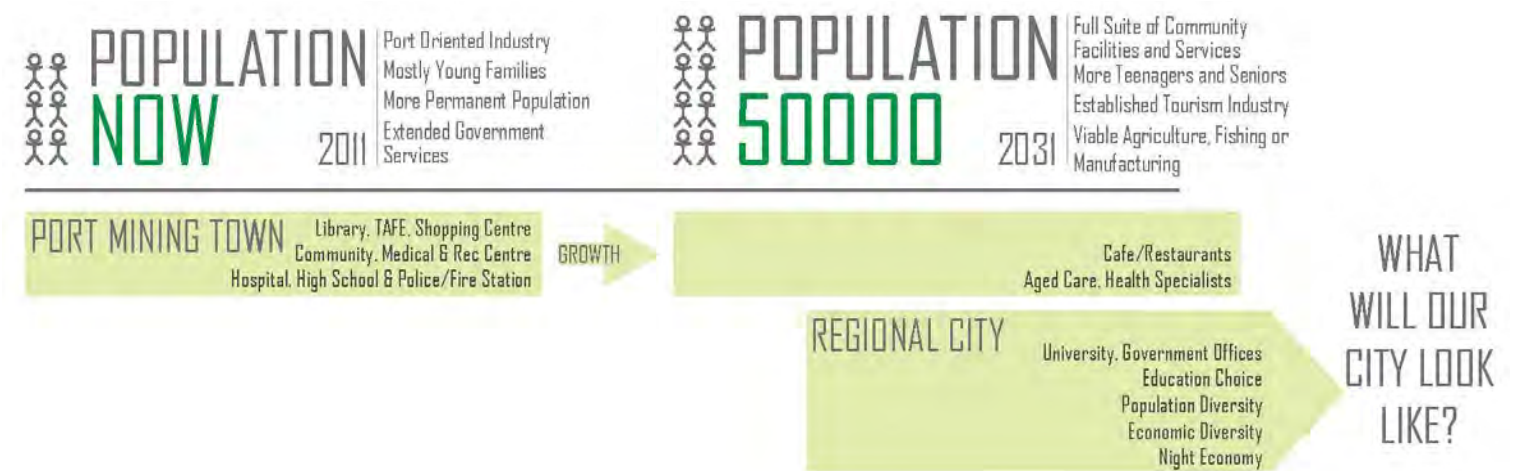 POPULATION
NOW
2011
Port Oriented Industry
Mostly Young Families
More Permanent Population
Extended Government
Services
POPULATION
50000
2031
Full Suite of Community
Facilities and Services
More Teenagers and Seniors
Established Tourism Industry
Viable Agriculture, Fishing or
Manufacturing
PORT MINING TOWN
Library, TAFE, Shopping Centre
Community, Medical & Rec Centre
Hospital, High School & Police/Fire Station
GROWTH
Cafe/Restaurants
Aged Care, Health Specialists
REGIONAL CITY
University, Government Offices
Education Choice
Population Diversity
Economic Diversity
Night Economy
WHAT
WILL OUR
CITY LOOK
LIKE?